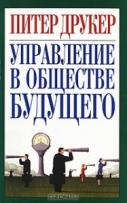 ПИТЕР ДРУКЕР
УПРАВЛЕНИЕ
В ОБЩЕСТВЕ
БУДУЩЕГО